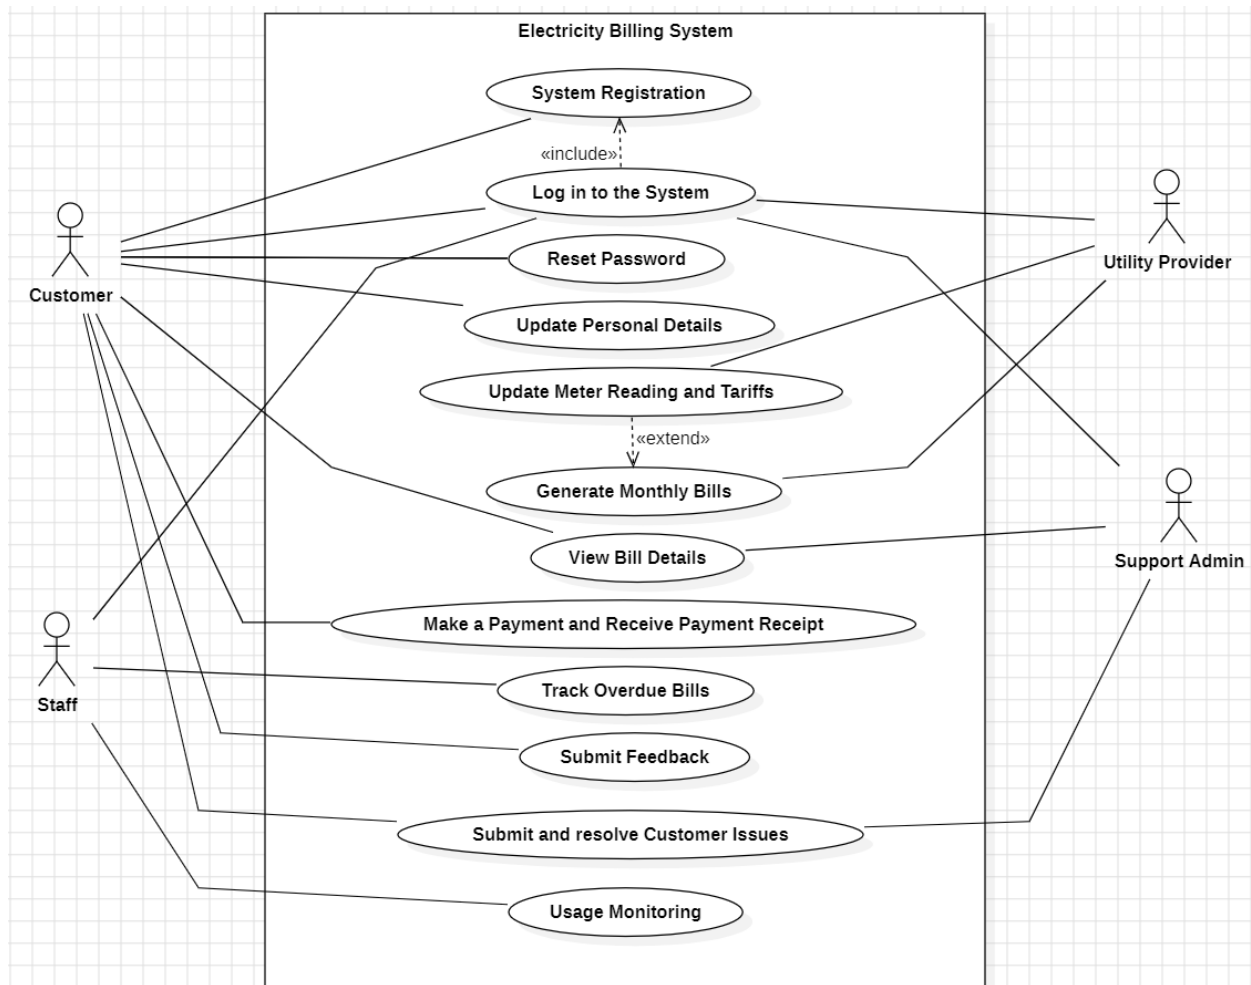 Electricity Billing System
System Registration
«include»
Log in to the System
Reset Password
Utility Provider
Customer
Update Personal Details
Update Meter Reading and Tariffs
«extend»
Generate Monthly Bills
View Bill Details
Support Admin
Make a Payment and Receive Payment Receipt
Track Overdue Bills
Staff
Submit Feedback
Submit and resolve Customer Issues
Usage Monitoring